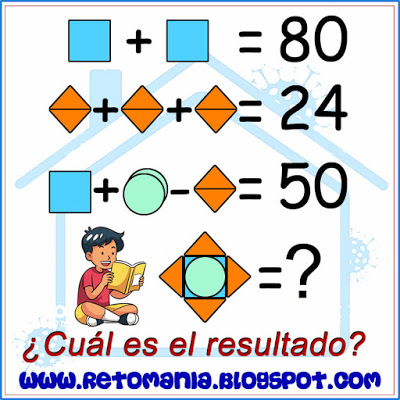 + = 80
+ + = 24
+ - = 50
= ?
¿Cuál es el resultado?
www.retomania.blogspot.com